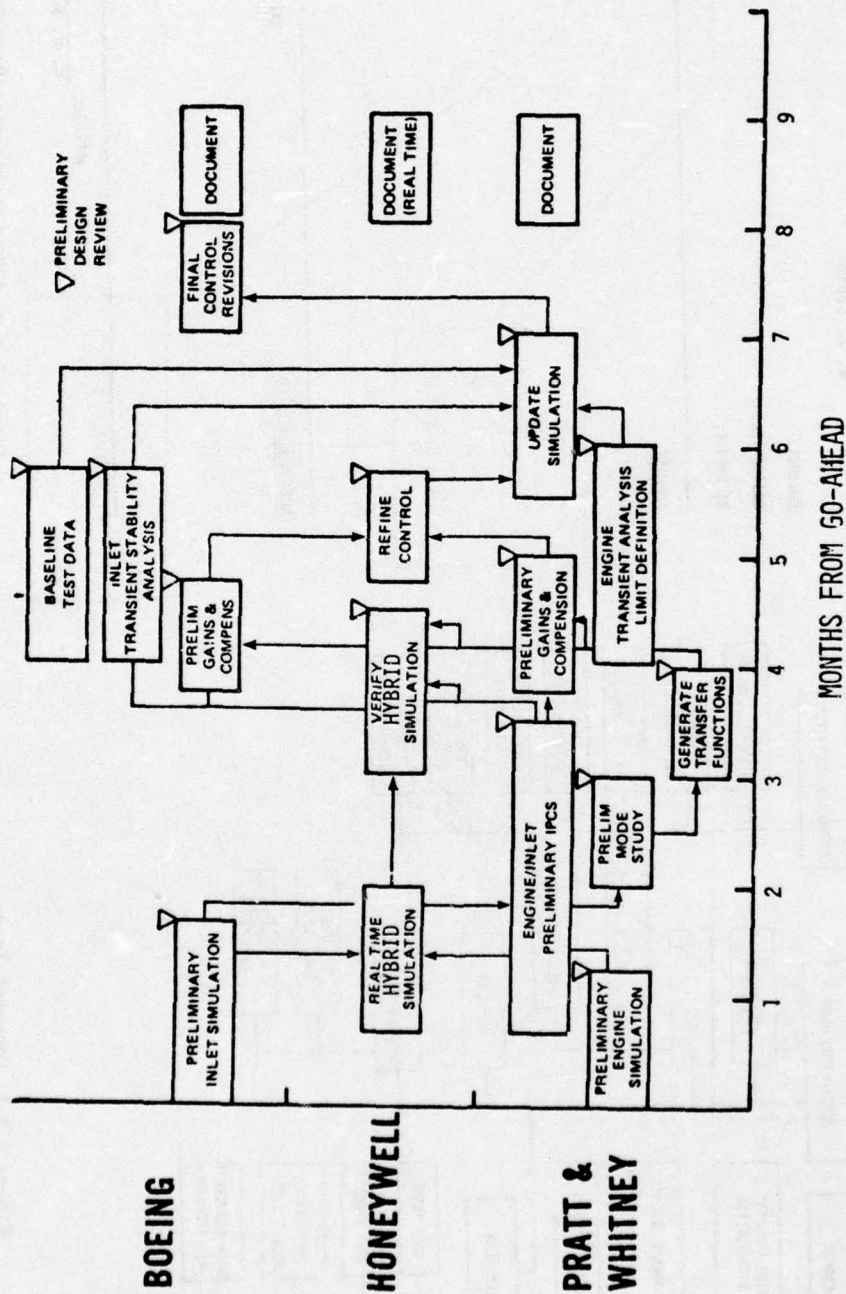 ▽ PRELIMINARY
DESIGN
REVIEW
BOEING
BASELINE
TEST DATA
INLET
TRANSIENT STABILITY
ANALYSIS
PRELIMINARY
INLET SIMULATION
PRELIM
GAINS &
COMPENS
FINAL
CONTROL
REVISIONS
DOCUMENT
HONEYWELL
REAL TIME
HYBRID
SIMULATION
VERIFY
HYBRID
SIMULATION
REFINE
CONTROL
DOCUMENT
(REAL TIME)
PRATT &
WHITNEY
ENGINE/INLET
PRELIMINARY IPCS
PRELIMINARY
GAINS &
COMPENSION
UPDATE
SIMULATION
DOCUMENT
PRELIMINARY
ENGINE
SIMULATION
PRELIM
MODE
STUDY
ENGINE
TRANSIENT ANALYSIS
LIMIT DEFINITION
GENERATE
TRANSFER
FUNCTIONS
1 2 3 4 5 6 7 8 9
MONTHS FROM GO-AHEAD